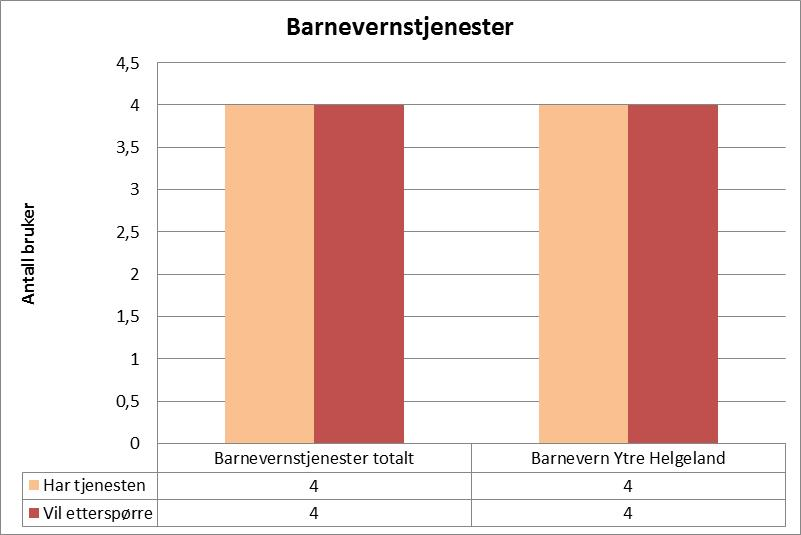 Barnevernstjenester
4,5
4
3,5
3
2,5
2
1,5
1
0,5
0
Antall bruker
Barnevernstjenester totalt Barnevern Ytre Helgeland
Har tjenesten 4 4
Vil etterspørre 4 4